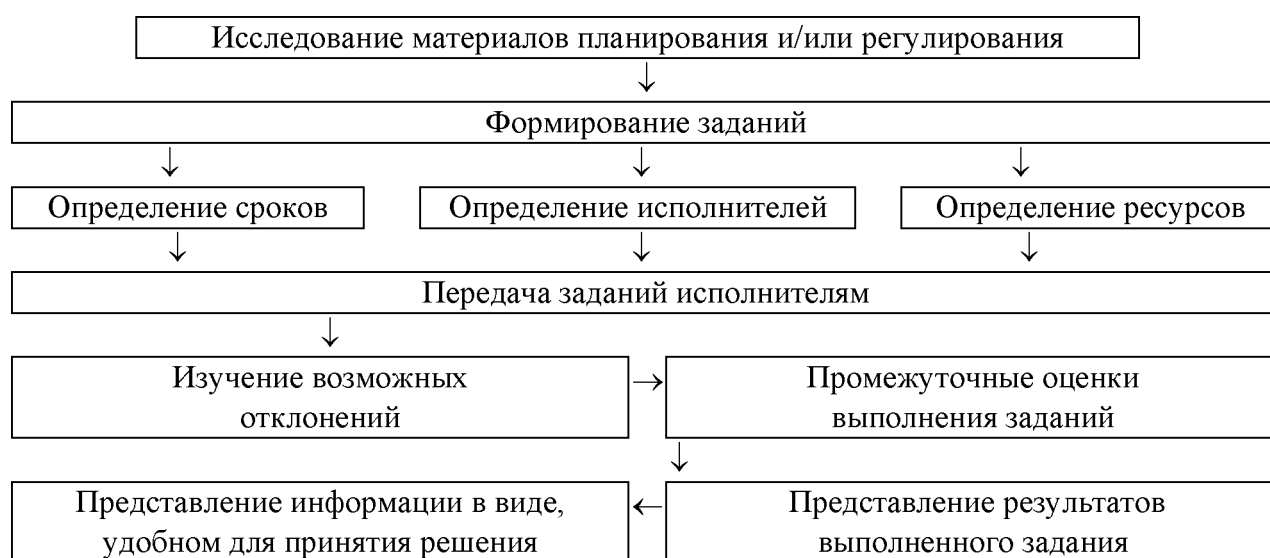 Исследование материалов планирования и/или регулирования
Формирование заданий
Определение сроков
Определение исполнителей
Определение ресурсов
Передача заданий исполнителям
Изучение возможных
отклонений
Промежуточные оценки
выполнения заданий
Представление информации в виде,
удобном для принятия решения
Представление результатов
выполненного задания